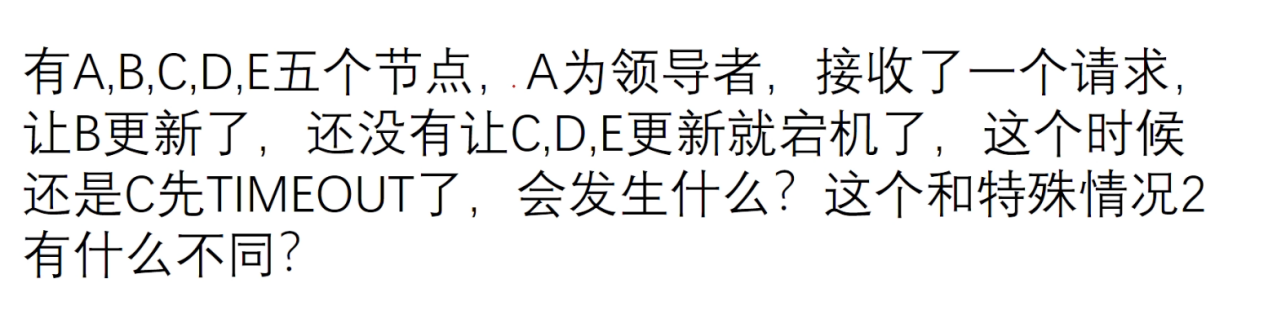 有A,B,C,D,E五个节点，A为领导者，接收了一个请求，
让B更新了，还没有让C,D,E更新就宕机了，这个时候
还是C先TIMEOUT了，会发生什么？这个和特殊情况2
有什么不同？